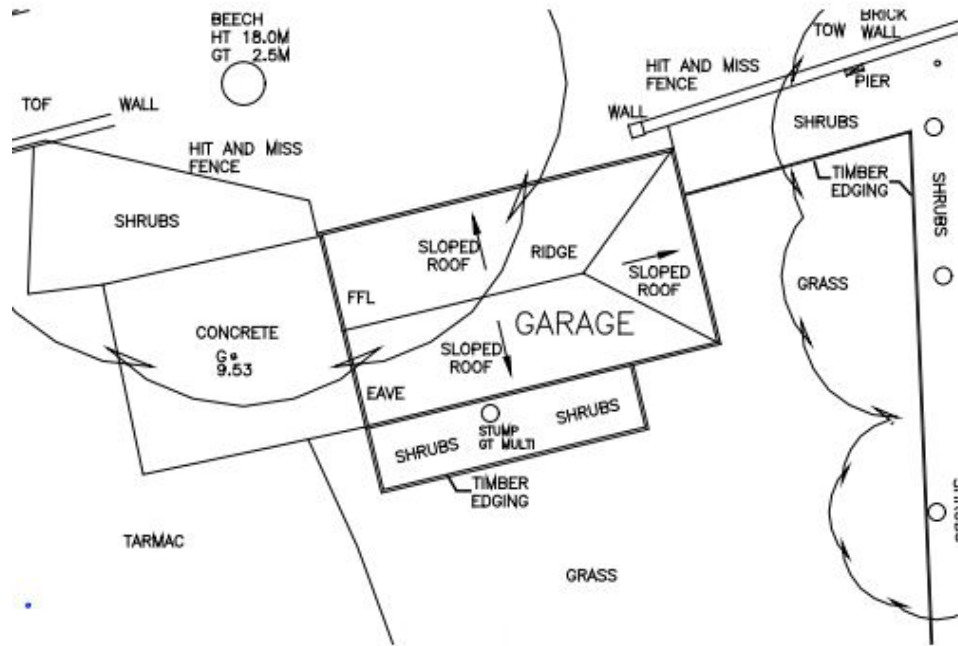 BEECH
HT 18.0M
GT 2.5M
BRICK
TOW WALL
HIT AND MISS
FENCE
PIER
TOF
WALL
WALL
SHRUBS
HIT AND MISS
FENCE
TIMBER
EDGING
SHRUBS
SHRUBS
SLOPED
ROOF
RIDGE
SLOPED
ROOF
GRASS
FFL
CONCRETE
G
9.53
GARAGE
SLOPED
ROOF
EAVE
SHRUBS
STUMP
GT MULTI
SHRUBS
TIMBER
EDGING
TARMAC
GRASS